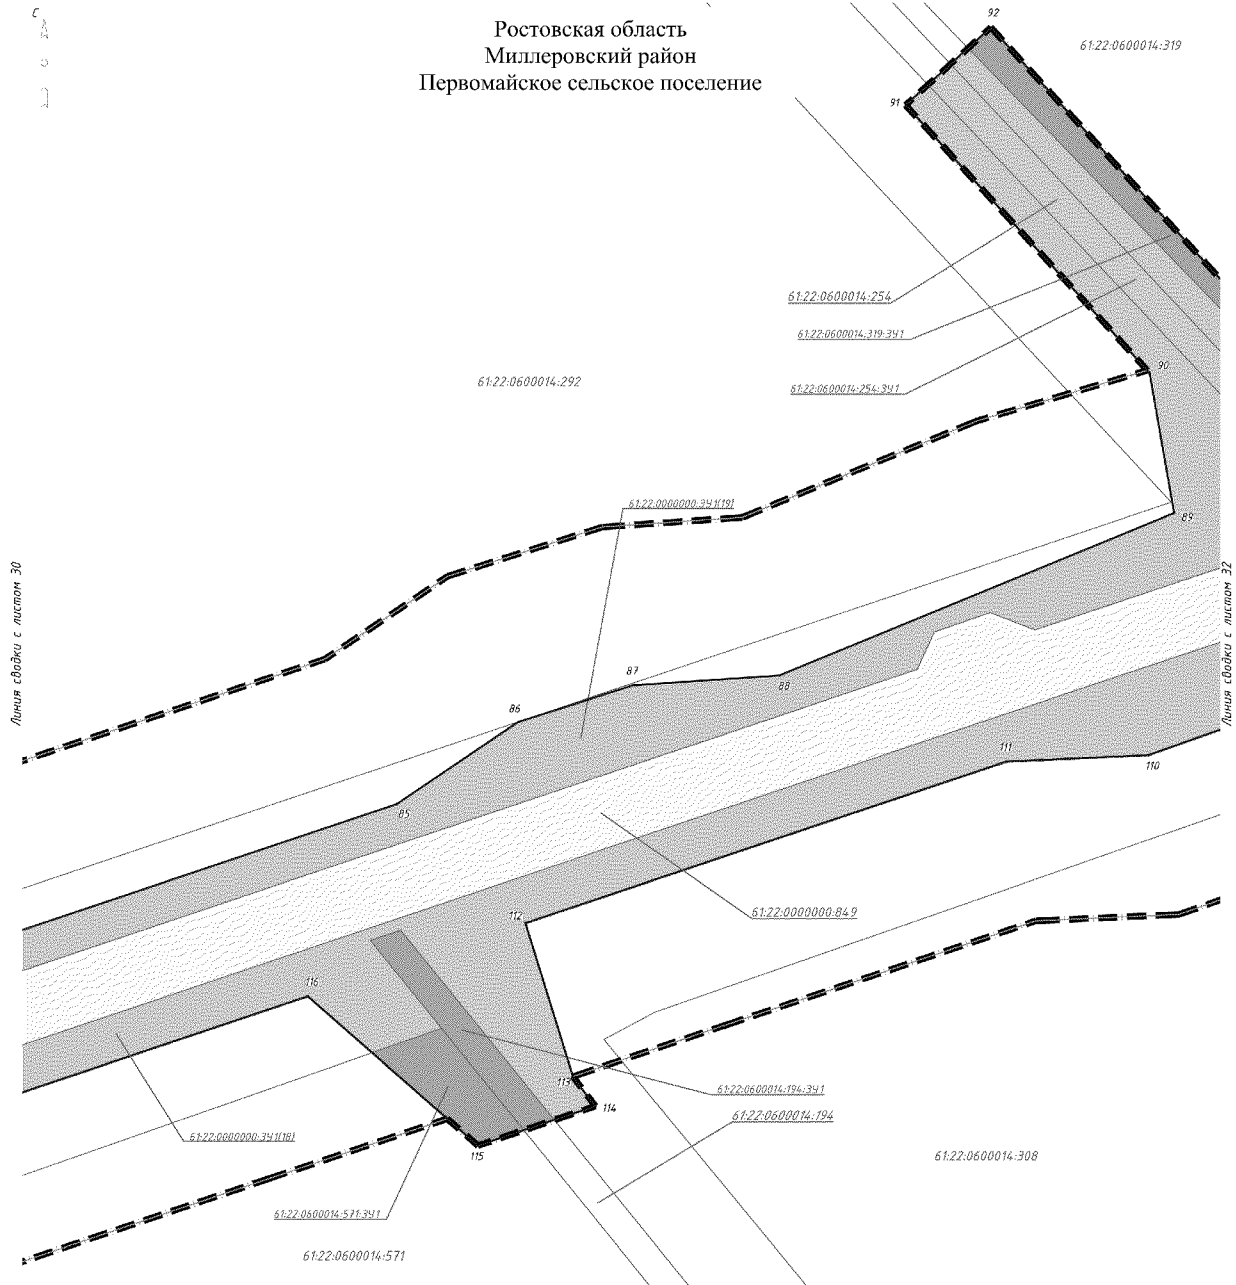 С
Ростовская область
Миллеровский район
Первомайское сельское поселение
92
61:22:0600014:319
91
61:22:0600014:254
61:22:0600014:319:ЗУ1
61:22:0600014:292
90
61:22:0600014:254:ЗУ1
61:22:0000000:ЗУ1(19)
89
Линия сводки с листом 30
Линия сводки с листом 32
87
88
86
111
110
85
61:22:0000000:849
112
116
113
61:22:0600014:194:ЗУ1
114
61:22:0600014:194
61:22:0000000:ЗУ1(18)
115
61:22:0600014:308
61:22:0600014:571:ЗУ1
61:22:0600014:571